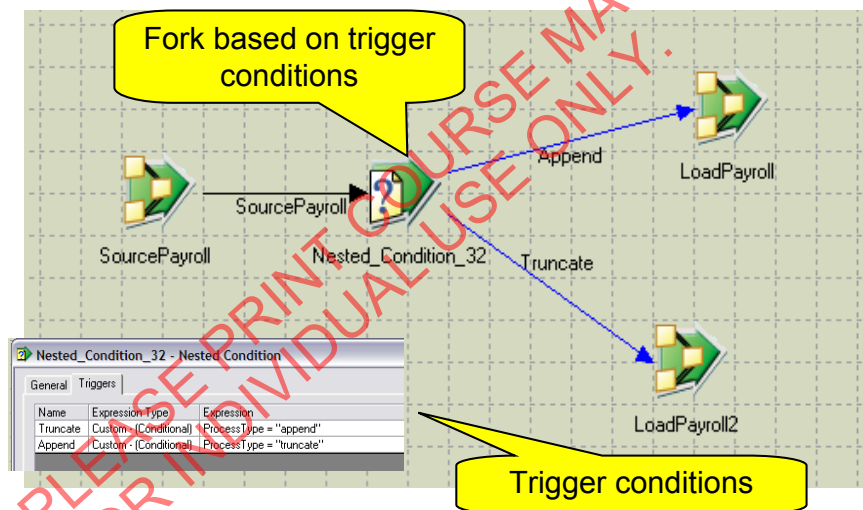 Fork based on trigger
conditions
Append
LoadPayroll
SourcePayroll
SourcePayroll
Nested_Condition_32
Truncate
LoadPayroll2
Nested_Condition_32 - Nested Condition
General Triggers
Name Expression Type Expression
Truncate Custom - (Conditional) ProcessType = "append"
Append Custom - (Conditional) ProcessType = "truncate"
Trigger conditions
PLEASE PRINT COURSE MA
OR INDIVIDUAL USE ONLY.